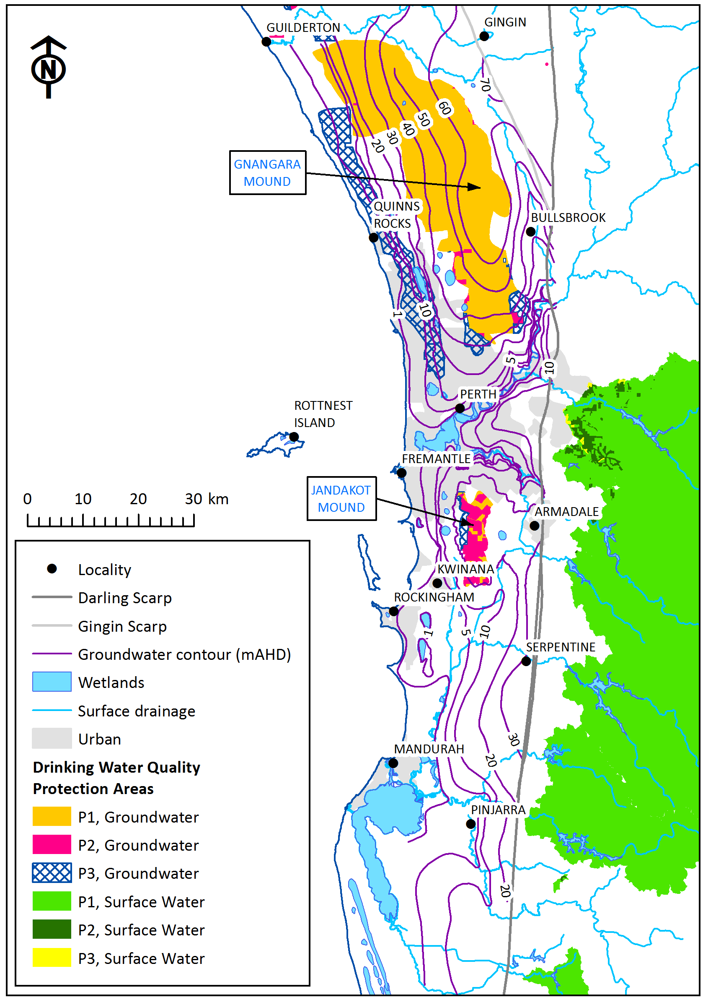 GUILDERTON
GINGIN
N
70
60
50
40
30
20
GNANGARA
MOUND
QUINNS
ROCKS
BULLSBROOK
1
10
5
10
PERTH
ROTTNEST
ISLAND
FREMANTLE
JANDAKOT
MOUND
ARMADALE
0 10 20 30 km
KWINANA
ROCKINGHAM
1
5
10
SERPENTINE
30
MANDURAH
20
PINJARRA
20
Locality
Darling Scarp
Gingin Scarp
Groundwater contour (mAHD)
Wetlands
Surface drainage
Urban
Drinking Water Quality
Protection Areas
P1, Groundwater
P2, Groundwater
P3, Groundwater
P1, Surface Water
P2, Surface Water
P3, Surface Water